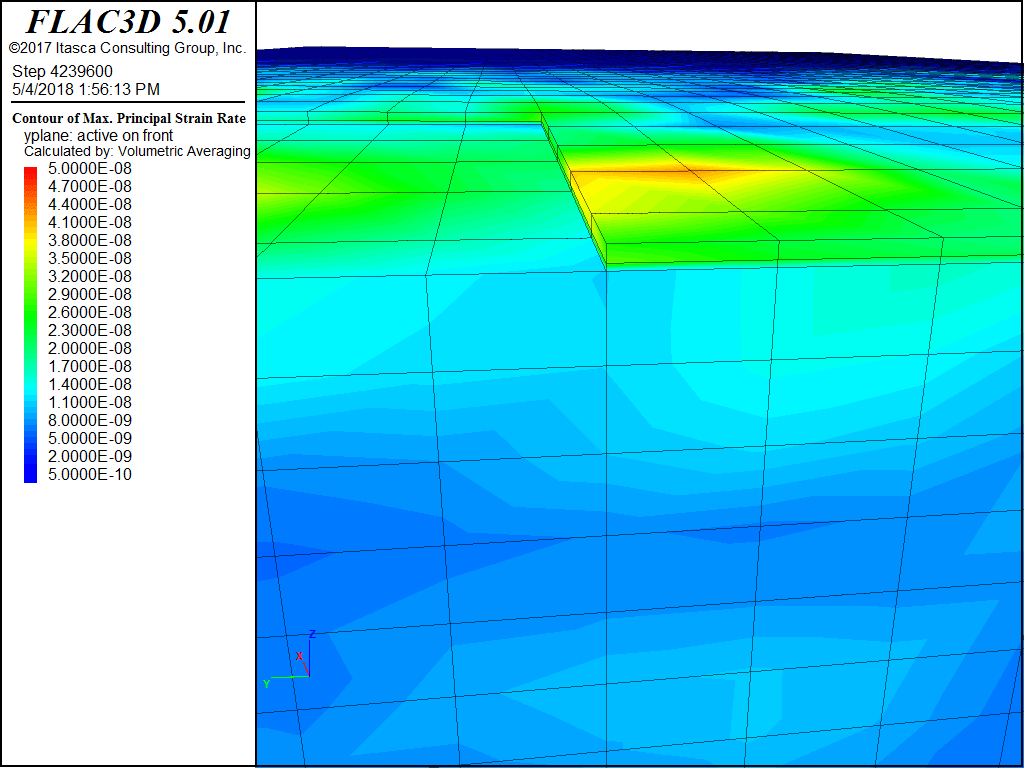 FLAC3D 5.01
©2017 Itasca Consulting Group, Inc.
Step 4239600
5/4/2018 1:56:13 PM
Contour of Max. Principal Strain Rate
yplane: active on front
Calculated by: Volumetric Averaging
5.0000E-08
4.7000E-08
4.4000E-08
4.1000E-08
3.8000E-08
3.5000E-08
3.2000E-08
2.9000E-08
2.6000E-08
2.3000E-08
2.0000E-08
1.7000E-08
1.4000E-08
1.1000E-08
8.0000E-09
5.0000E-09
2.0000E-09
5.0000E-10
Z
X
Y